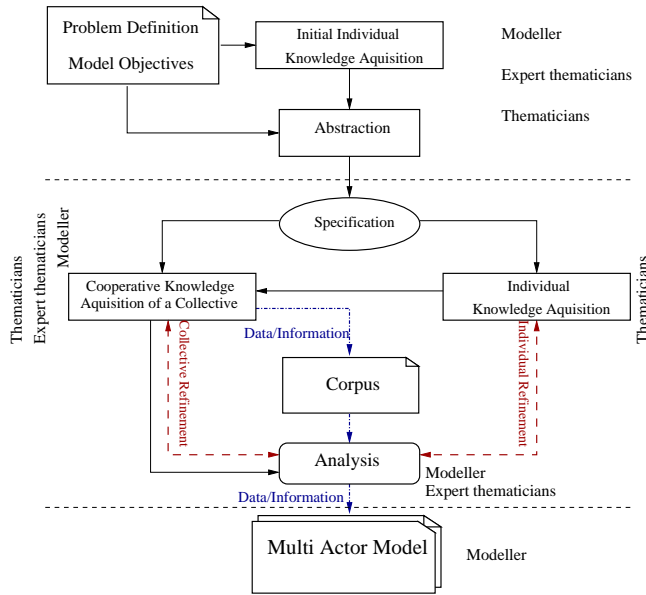 Problem Definition
Model Objectives
Initial Individual
Knowledge Aquisition
Modeller
Expert thematicians
Thematicians
Abstraction
Specification
Thematicians
Expert thematicians
Modeller
Cooperative Knowledge
Aquisition of a Collective
Individual
Knowledge Aquisition
Thematicians
Data/Information
Collective Refinement
Individual Refinement
Corpus
Analysis
Modeller
Expert thematicians
Data/Information
Multi Actor Model
Modeller